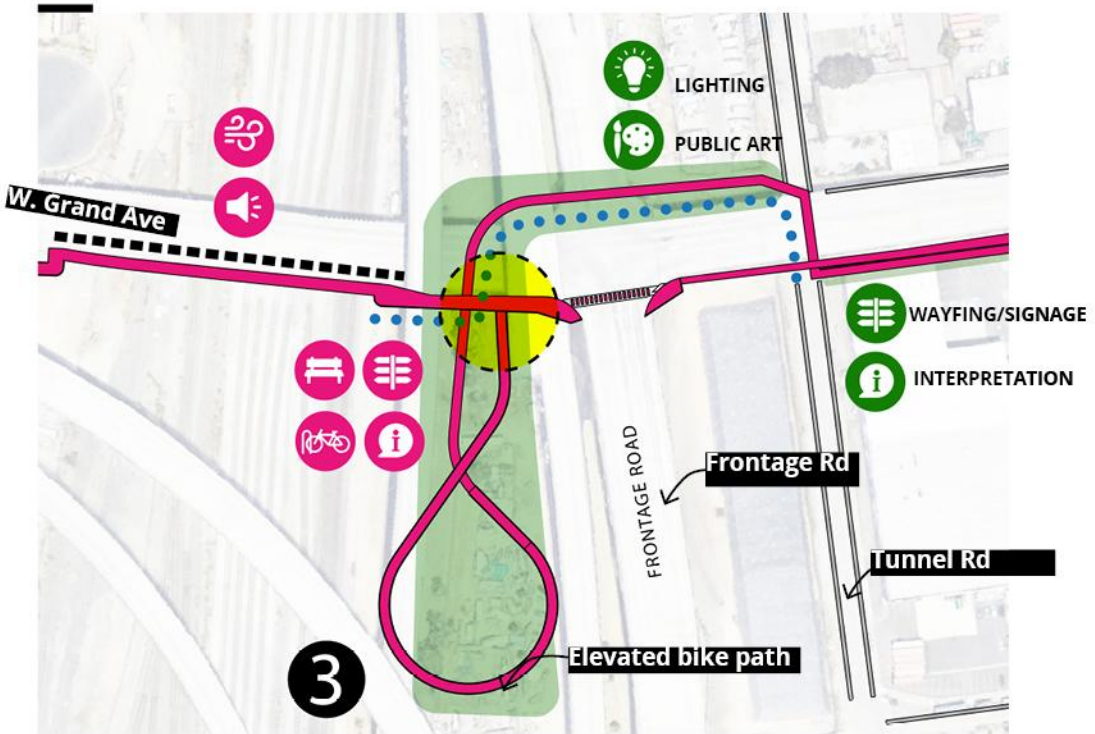 LIGHTING
PUBLIC ART
W. Grand Ave
WAYFING/SIGNAGE
INTERPRETATION
Frontage Rd
FRONTAGE ROAD
Tunnel Rd
Elevated bike path
3